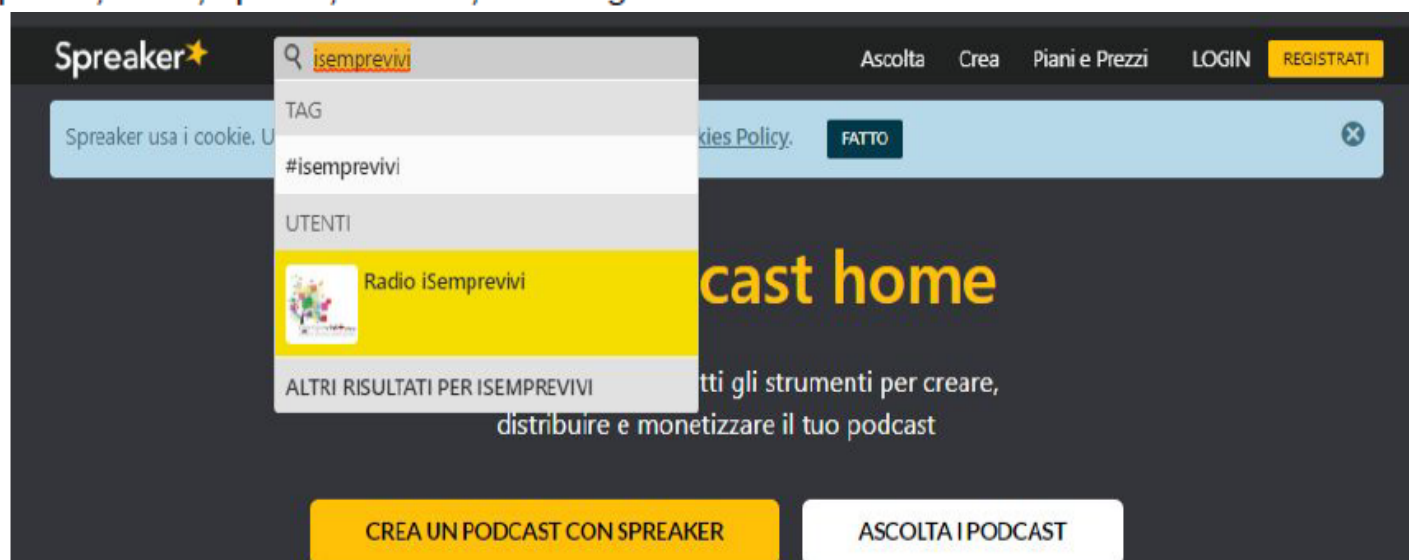 Spreaker
isemprevivi
Ascolta Crea Piani e Prezzi LOGIN REGISTRATI
TAG
Spreaker usa i cookie. U
kies Policy. FATTO
#isemprevivi
UTENTI
Radio iSemprevivi
cast home
ALTRI RISULTATI PER ISEMPREVIVI
tti gli strumenti per creare,
distribuire e monetizzare il tuo podcast
CREA UN PODCAST CON SPREAKER
ASCOLTA I PODCAST